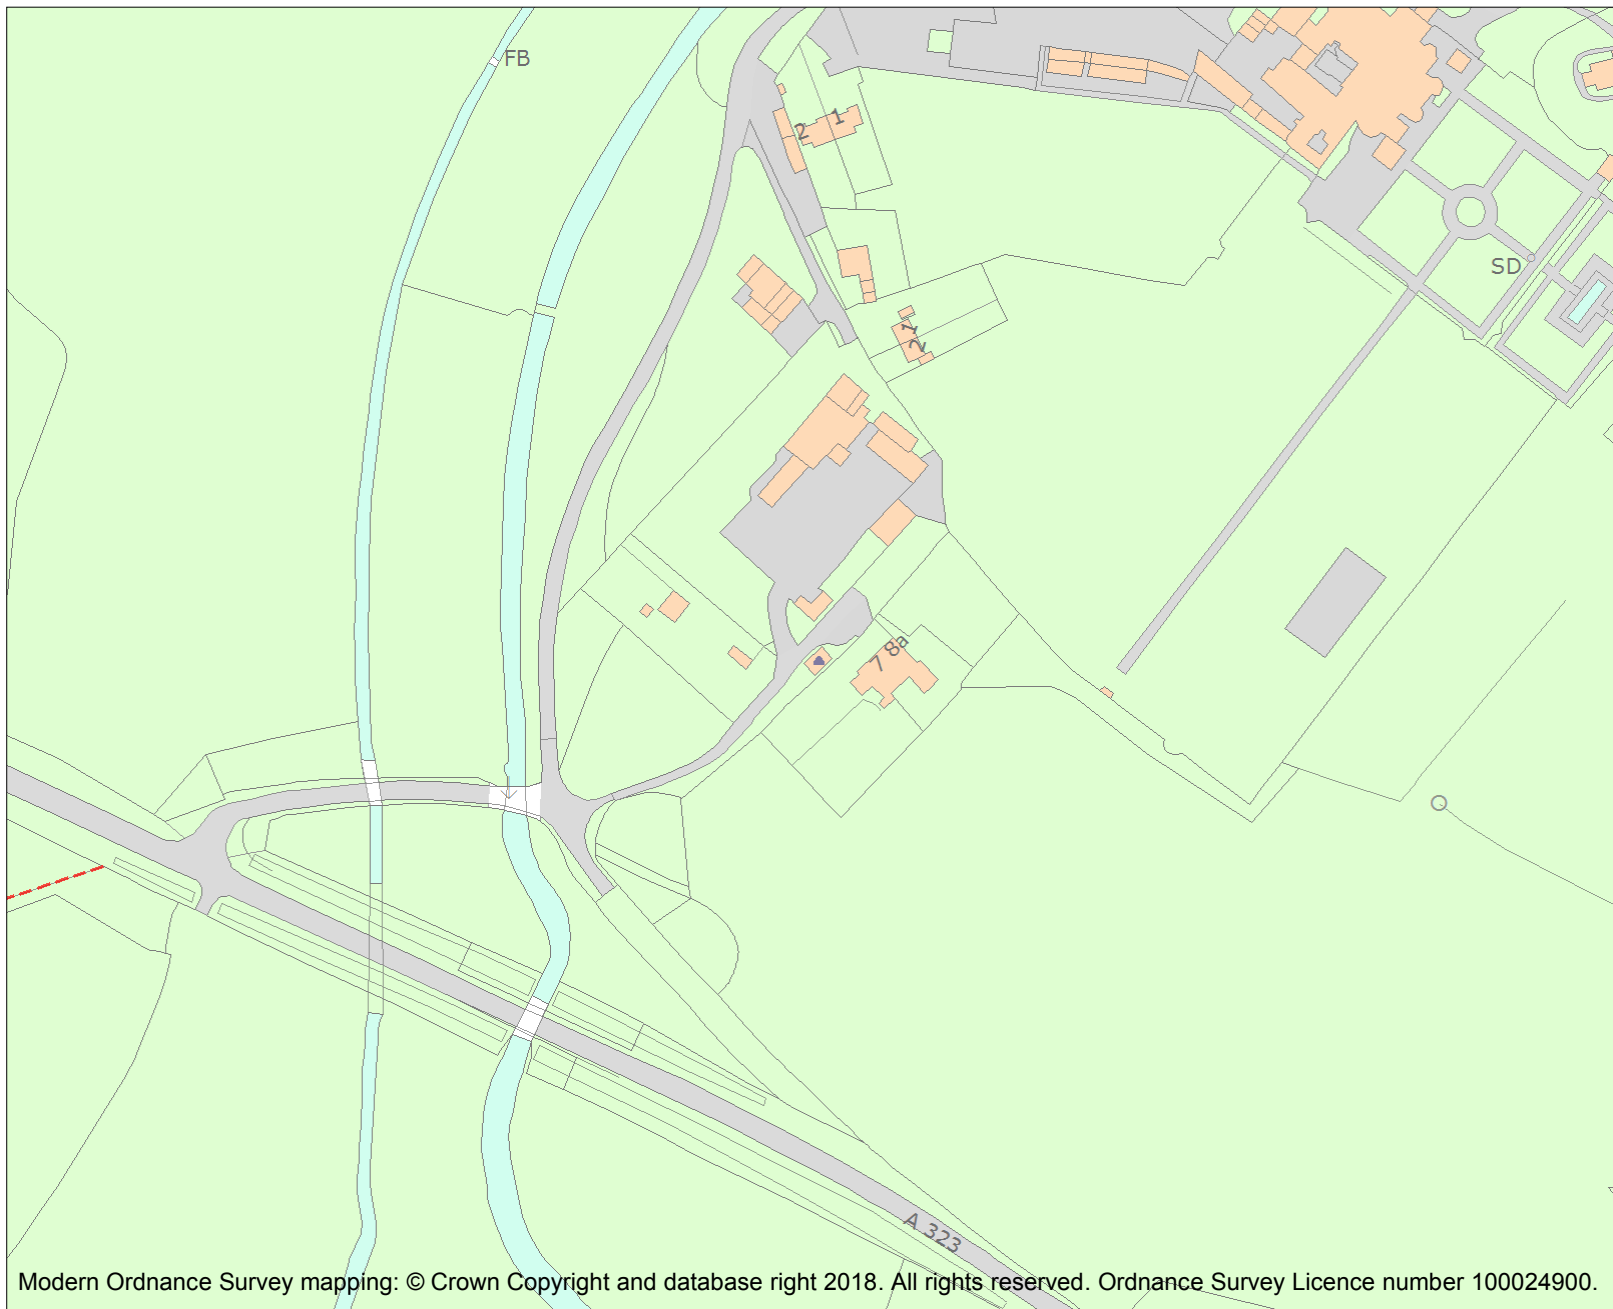 FB
2 1
SD
1
2
7 8a
A 323
Modern Ordnance Survey mapping: © Crown Copyright and database right 2018. All rights reserved. Ordnance Survey Licence number 100024900.